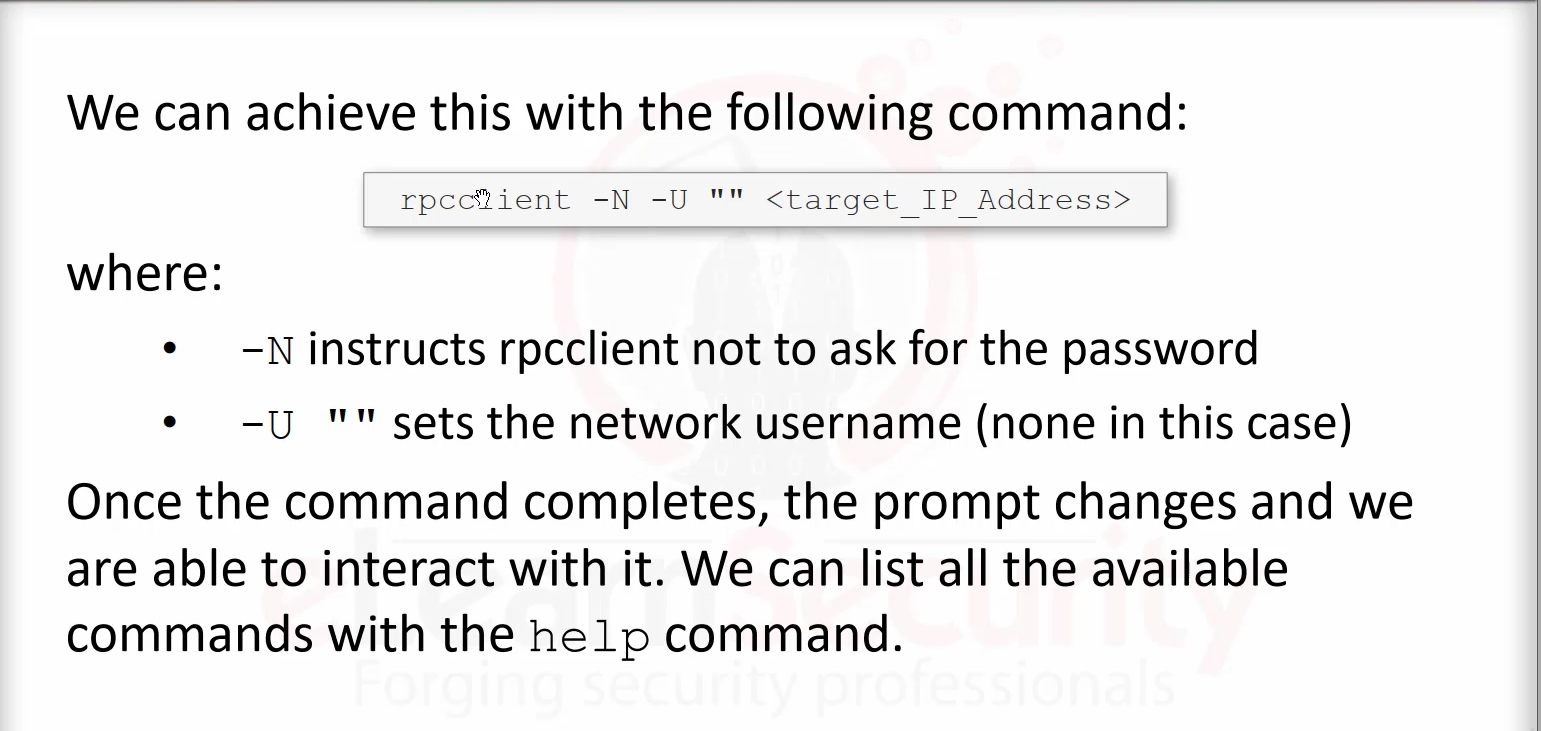 We can achieve this with the following command:
rpcclient -N -U "" <target_IP_Address>
where:
• -N instructs rpcclient not to ask for the password
• -U "" sets the network username (none in this case)
Once the command completes, the prompt changes and we
are able to interact with it. We can list all the available
commands with the help command.
eLearnSecurity
Forging security professionals